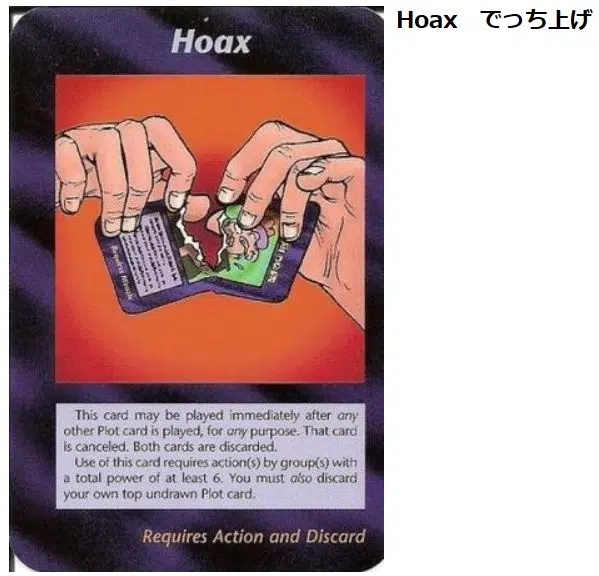 Hoax
Hoax でっち上げ
Requires Action
This card may be played immediately after any
other Plot card is played, for any purpose. That card
is canceled. Both cards are discarded.
Use of this card requires action(s) by group(s) with
a total power of at least 6. You must also discard
your own top undrawn Plot card.
Requires Action and Discard